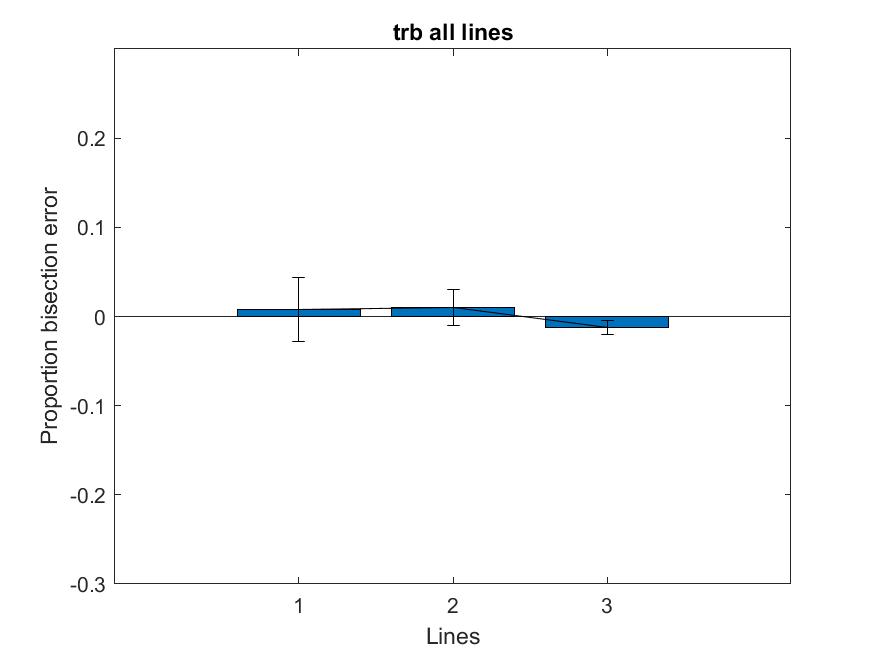 trb all lines
Proportion bisection error
0.2
0.1
0
-0.1
-0.2
-0.3
1 2 3
Lines